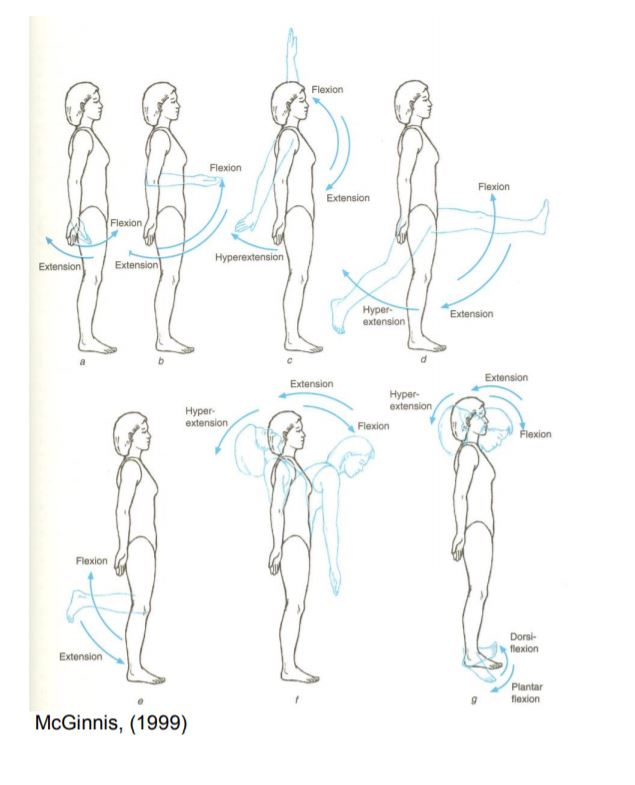 Flexion
Flexion
Flexion
Flexion
Extension
Extension
Extension
Hyperextension
Hyper-
extension
Extension
a
b
c
d
Extension
Hyper-
extension
Flexion
Extension
Hyper-
extension
Flexion
Flexion
Extension
Dorsi-
flexion
Plantar
flexion
e
f
g
McGinnis, (1999)